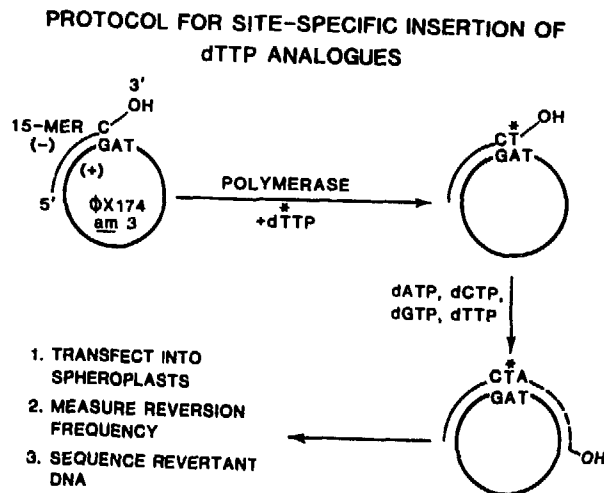 PROTOCOL FOR SITE-SPECIFIC INSERTION OF
dTTP ANALOGUES
3'
OH
15-MER C
(-) GAT
(+)
5' ΦX174
am 3
POLYMERASE
*
+dTTP
*
CT OH
GAT
dATP, dCTP,
dGTP, dTTP
*
CTA
GAT
OH
1. TRANSFECT INTO
SPHEROPLASTS
2. MEASURE REVERSION
FREQUENCY
3. SEQUENCE REVERTANT
DNA